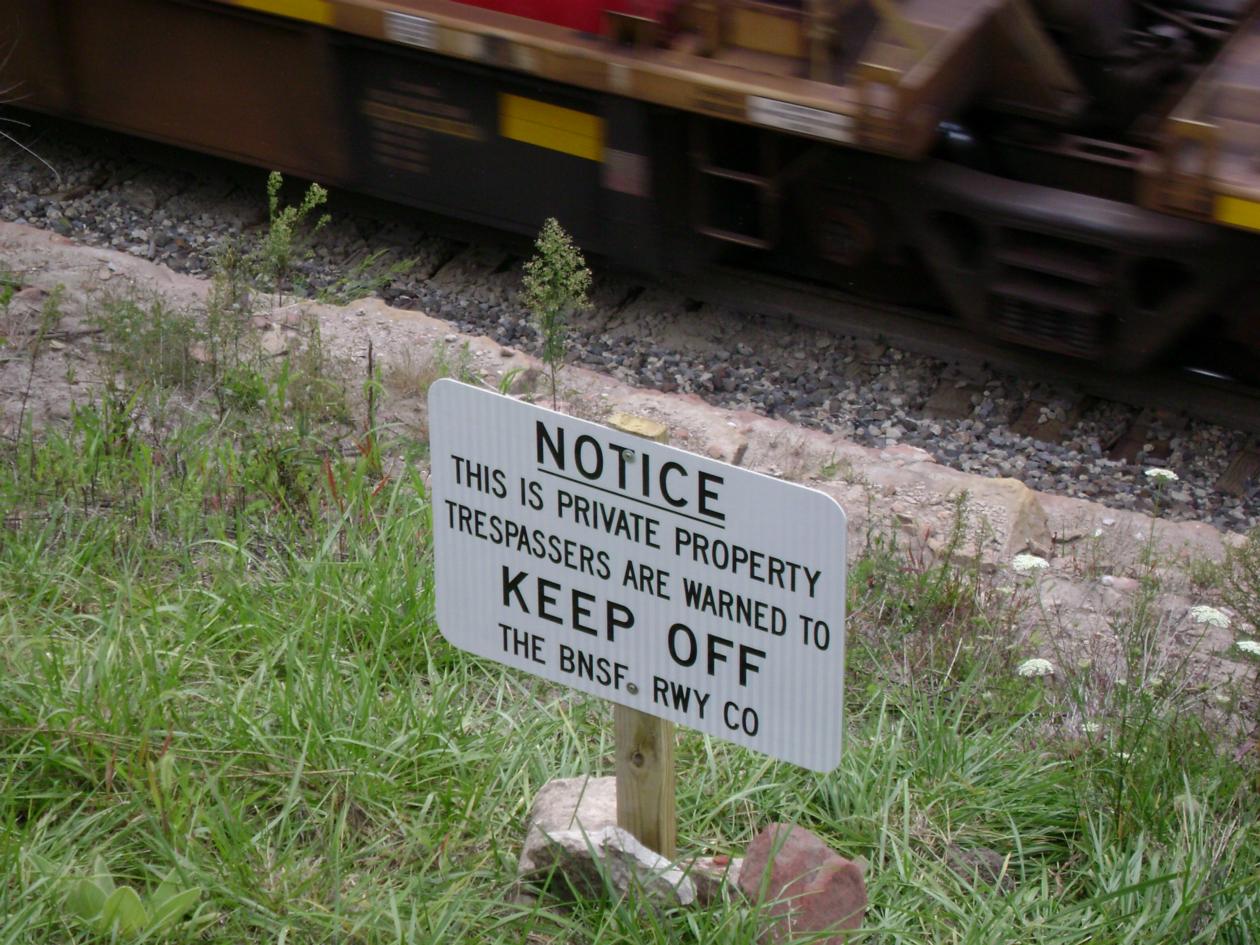 NOTICE
THIS IS PRIVATE PROPERTY
TRESPASSERS ARE WARNED TO
KEEP OFF
THE BNSF. RWY CO